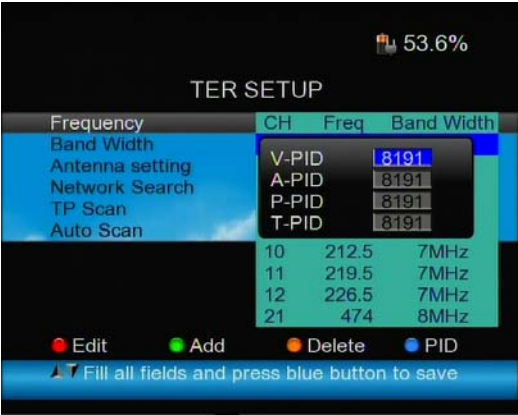 53.6%
TER SETUP
Frequency
Band Width
Antenna setting
Network Search
TP Scan
Auto Scan
CH Freq Band Width
V-PID 8191
A-PID 8191
P-PID 8191
T-PID 8191
10 212.5 7MHz
11 219.5 7MHz
12 226.5 7MHz
21 474 8MHz
Edit Add Delete PID
Fill all fields and press blue button to save